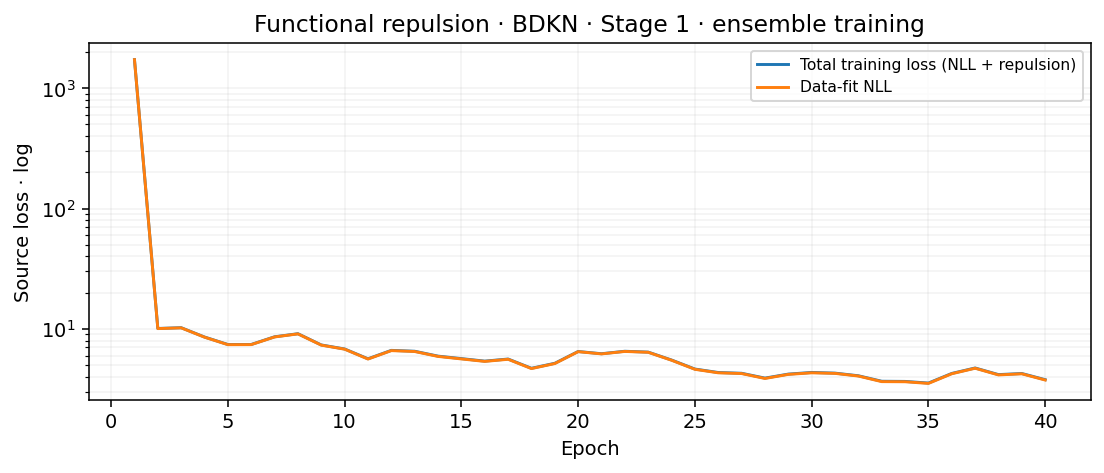 Functional repulsion · BDKN · Stage 1 · ensemble training
Total training loss (NLL + repulsion)
Data-fit NLL
Source loss · log
10³
10²
10¹
0 5 10 15 20 25 30 35 40
Epoch